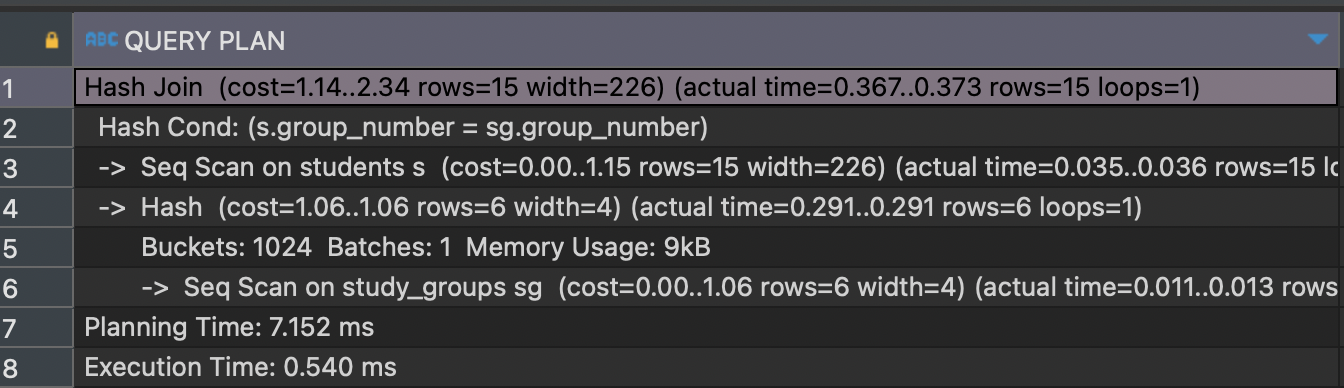 ABC QUERY PLAN
1 Hash Join (cost=1.14..2.34 rows=15 width=226) (actual time=0.367..0.373 rows=15 loops=1)
2 Hash Cond: (s.group_number = sg.group_number)
3 -> Seq Scan on students s (cost=0.00..1.15 rows=15 width=226) (actual time=0.035..0.036 rows=15 lo
4 -> Hash (cost=1.06..1.06 rows=6 width=4) (actual time=0.291..0.291 rows=6 loops=1)
5 Buckets: 1024 Batches: 1 Memory Usage: 9kB
6 -> Seq Scan on study_groups sg (cost=0.00..1.06 rows=6 width=4) (actual time=0.011..0.013 rows
7 Planning Time: 7.152 ms
8 Execution Time: 0.540 ms